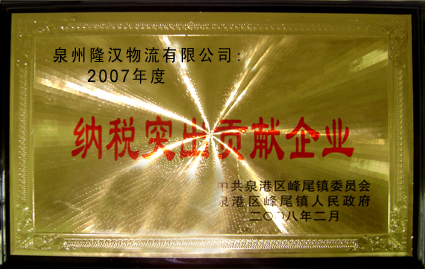 泉州隆汉物流有限公司:
2007年度
纳税突出贡献企业
中共泉港区峰尾镇委员会
泉港区峰尾镇人民政府
二〇〇八年二月